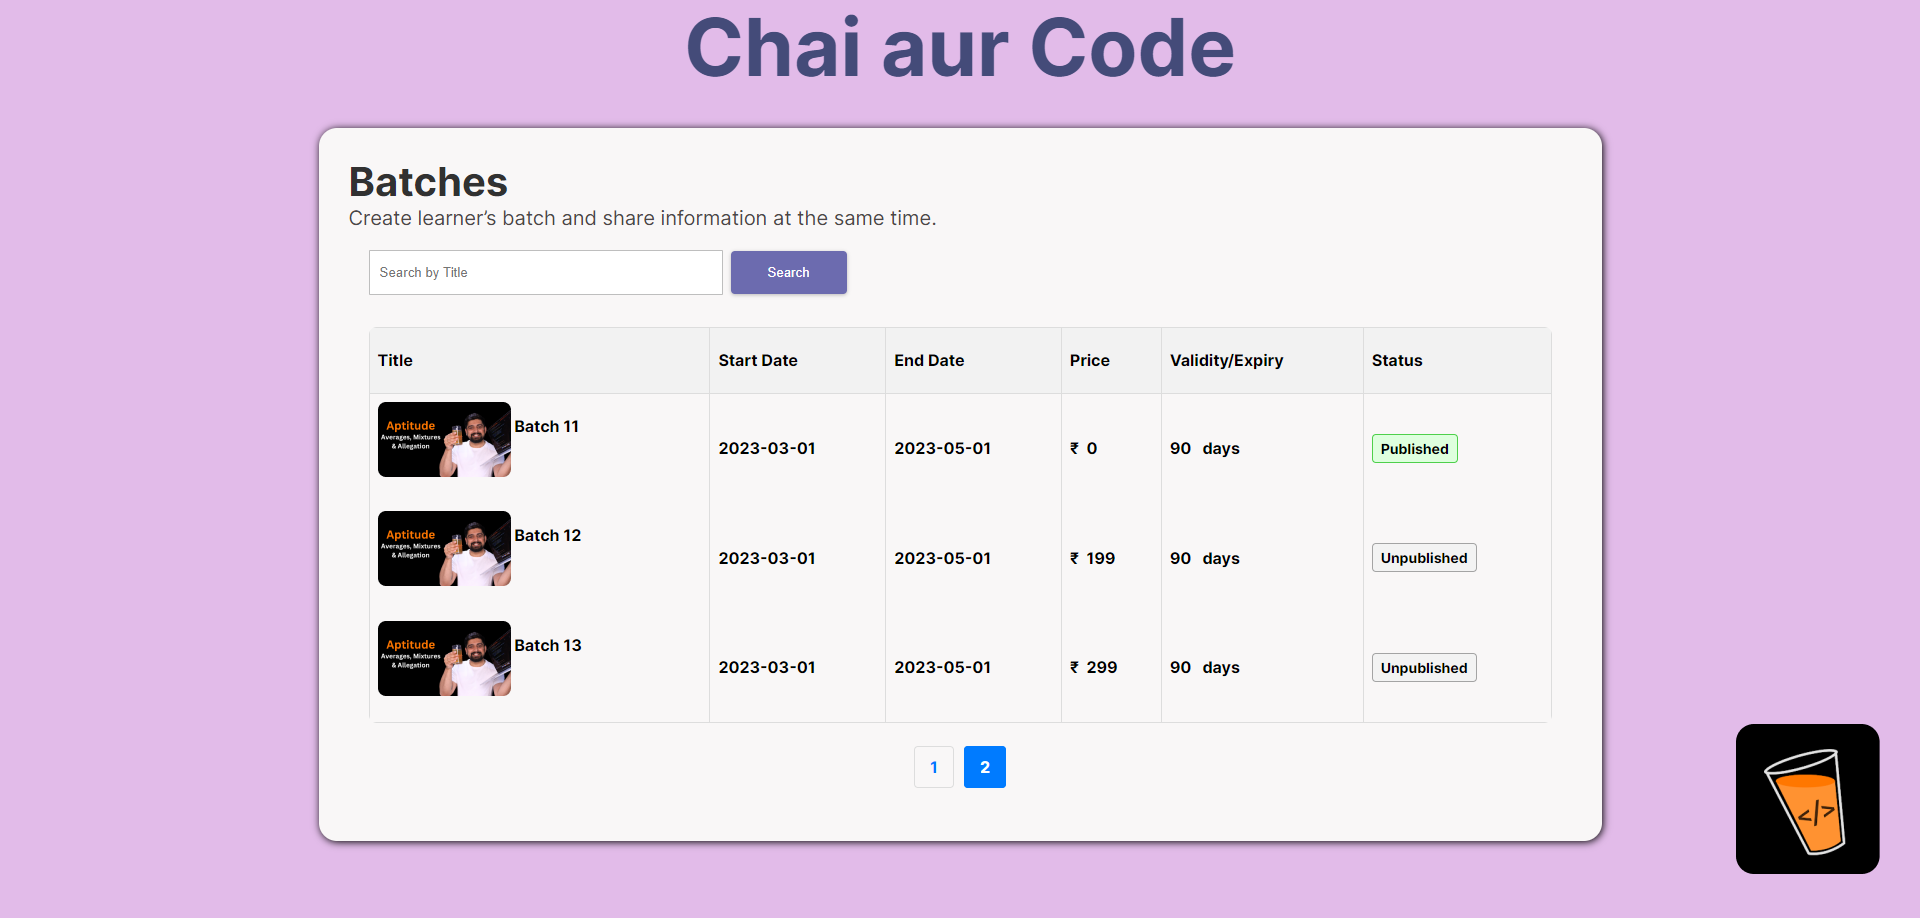 Chai aur Code
Batches
Create learner’s batch and share information at the same time.
Search by Title
Search
Title Start Date End Date Price Validity/Expiry Status
Aptitude
Averages, Mixtures
& Allegation
Batch 11
2023-03-01 2023-05-01 ₹ 0 90 days Published
Aptitude
Averages, Mixtures
& Allegation
Batch 12
2023-03-01 2023-05-01 ₹ 199 90 days Unpublished
Aptitude
Averages, Mixtures
& Allegation
Batch 13
2023-03-01 2023-05-01 ₹ 299 90 days Unpublished
1 2
</>